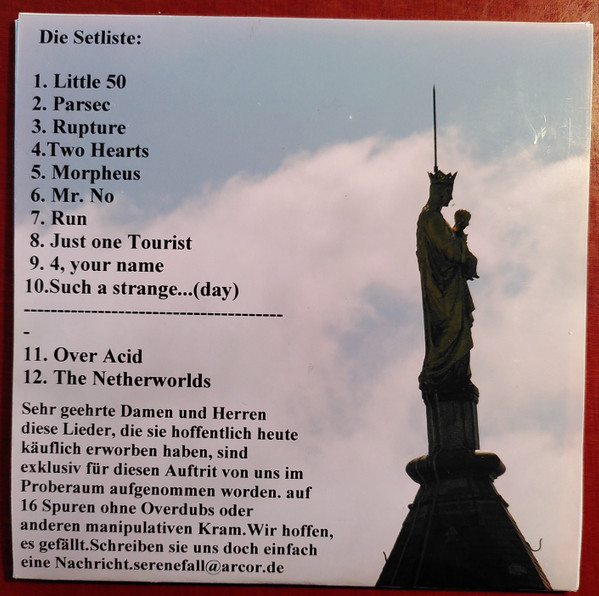 Die Setliste:
1. Little 50
2. Parsec
3. Rupture
4.Two Hearts
5. Morpheus
6. Mr. No
7. Run
8. Just one Tourist
9. 4, your name
10.Such a strange...(day)
---------------------------------------
-
11. Over Acid
12. The Netherworlds
Sehr geehrte Damen und Herren
diese Lieder, die sie hoffentlich heute
käuflich erworben haben, sind
exklusiv für diesen Auftrit von uns im
Proberaum aufgenommen worden. auf
16 Spuren ohne Overdubs oder
anderen manipulativen Kram.Wir hoffen,
es gefällt.Schreiben sie uns doch einfach
eine Nachricht.serenefall@arcor.de